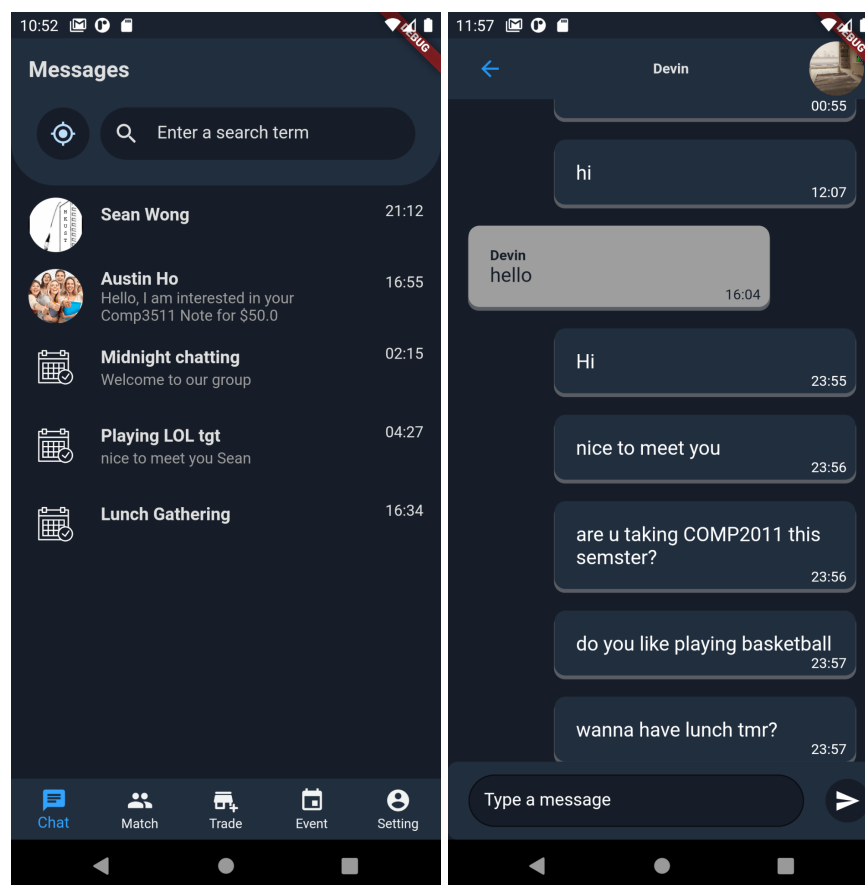 10:52
DEBUG
Messages
Enter a search term
Sean Wong
21:12
Austin Ho
16:55
Hello, I am interested in your
Comp3511 Note for $50.0
Midnight chatting
02:15
Welcome to our group
Playing LOL tgt
04:27
nice to meet you Sean
Lunch Gathering
16:34
Chat
Match
Trade
Event
Setting
11:57
DEBUG
Devin
00:55
hi
12:07
Devin
hello
16:04
Hi
23:55
nice to meet you
23:56
are u taking COMP2011 this
semster?
23:56
do you like playing basketball
23:57
wanna have lunch tmr?
23:57
Type a message